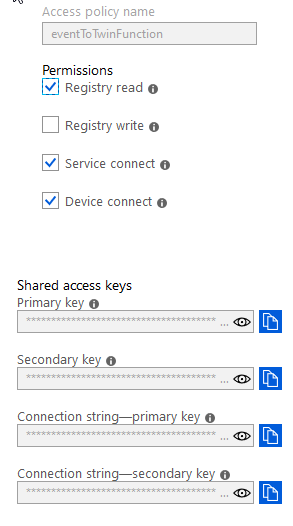 Access policy name
eventToTwinFunction
Permissions
Registry read
Registry write
Service connect
Device connect
Shared access keys
Primary key
************************************** ...
Secondary key
************************************** ...
Connection string—primary key
************************************** ...
Connection string—secondary key
************************************** ...